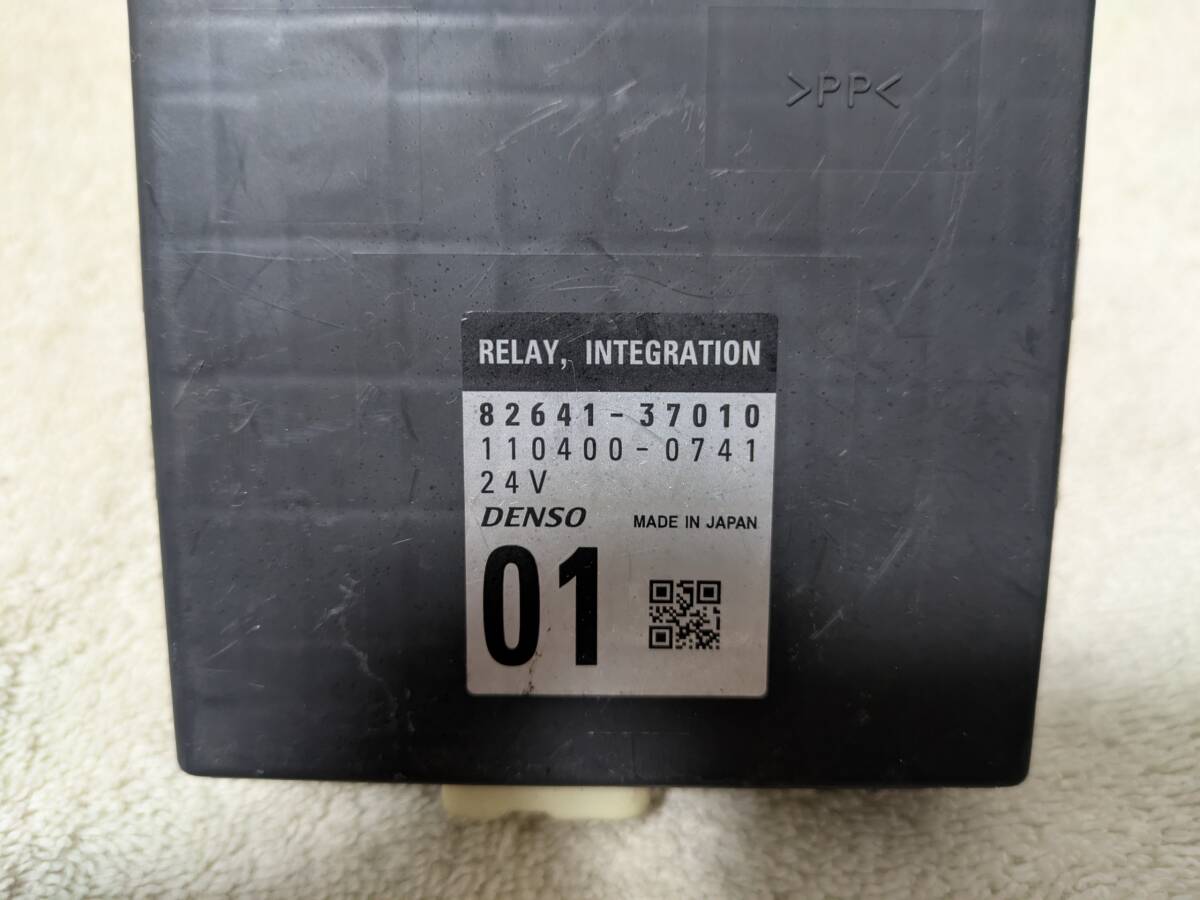 >PP<
RELAY, INTEGRATION
82641-37010
110400-0741
24V
DENSO MADE IN JAPAN
01